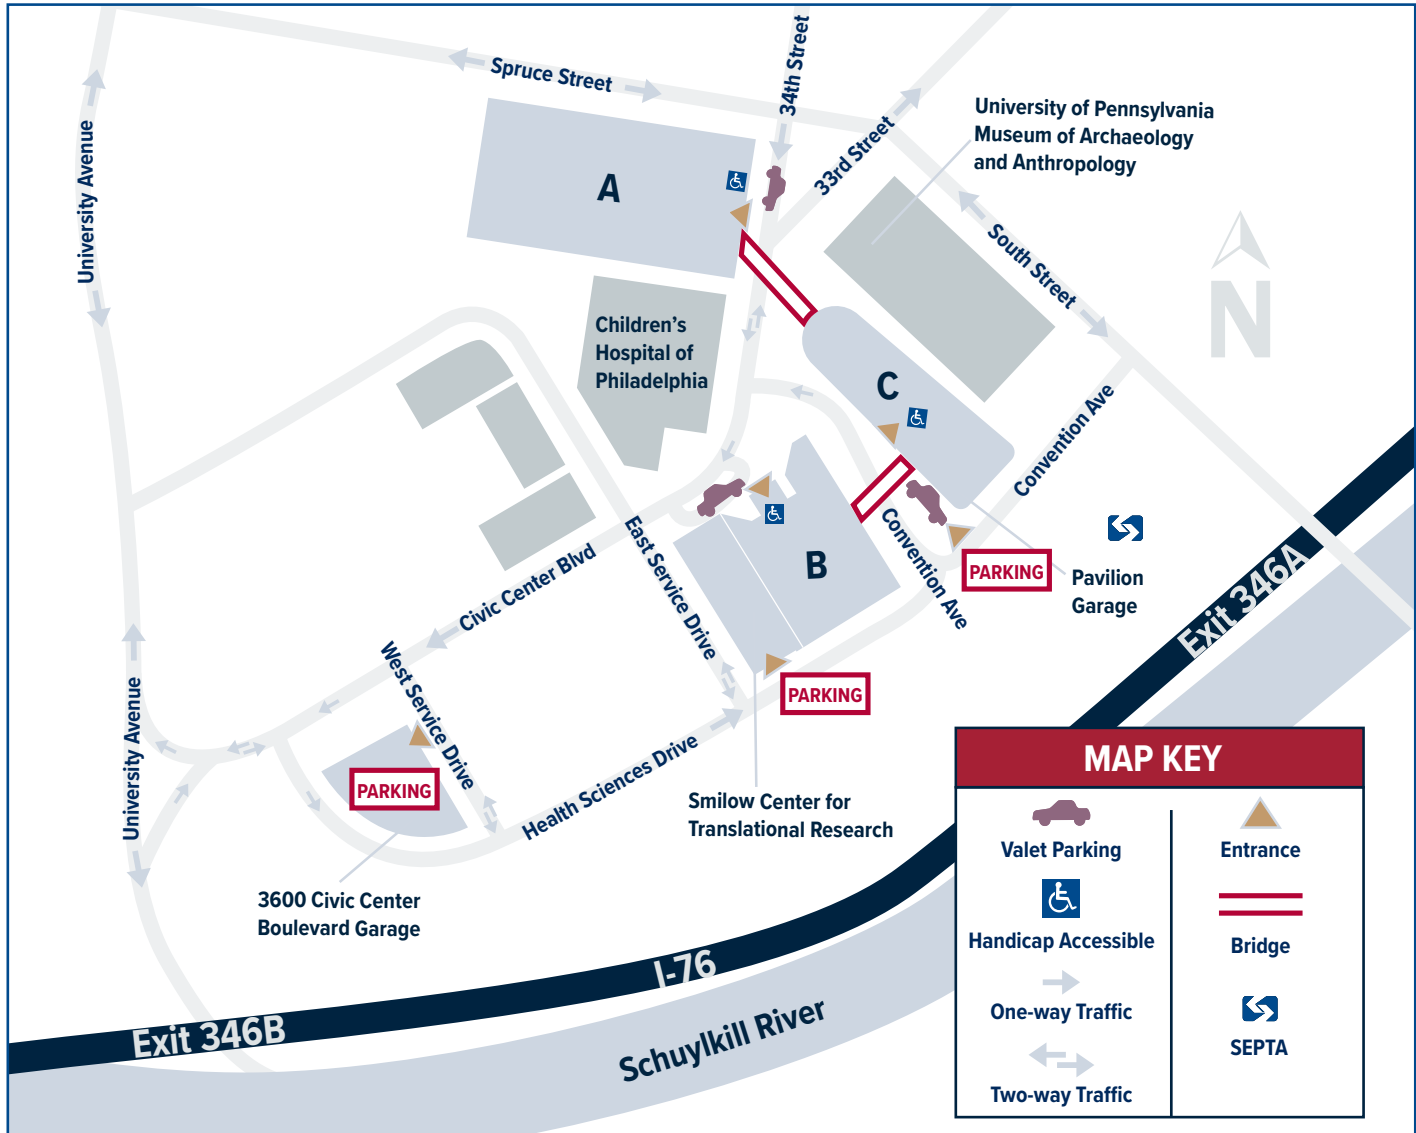 34th Street
Spruce Street
University of Pennsylvania
Museum of Archaeology
and Anthropology
33rd Street
University Avenue
A
South Street
N
Children's
Hospital of
Philadelphia
C
Convention Ave
B
Convention Ave
East Service Drive
Civic Center Blvd
PARKING
Pavilion
Garage
Exit 346A
West Service Drive
PARKING
University Avenue
PARKING
Health Sciences Drive
Smilow Center for
Translational Research
3600 Civic Center
Boulevard Garage
I-76
Exit 346B
Schuylkill River
MAP KEY
Valet Parking
Entrance
Handicap Accessible
Bridge
One-way Traffic
SEPTA
Two-way Traffic